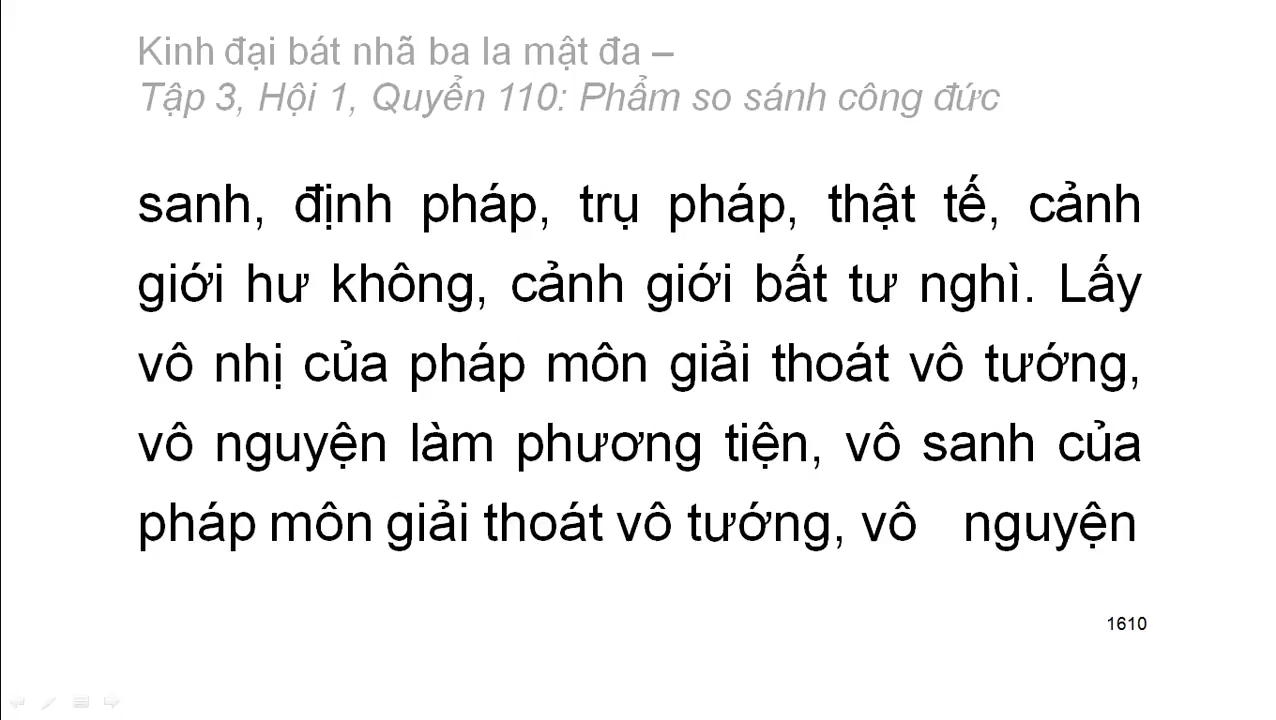 Kinh đại bát nhã ba la mật đa –
Tập 3, Hội 1, Quyển 110: Phẩm so sánh công đức
sanh, định pháp, trụ pháp, thật tế, cảnh
giới hư không, cảnh giới bất tư nghì. Lấy
vô nhị của pháp môn giải thoát vô tướng,
vô nguyện làm phương tiện, vô sanh của
pháp môn giải thoát vô tướng, vô nguyện
1610